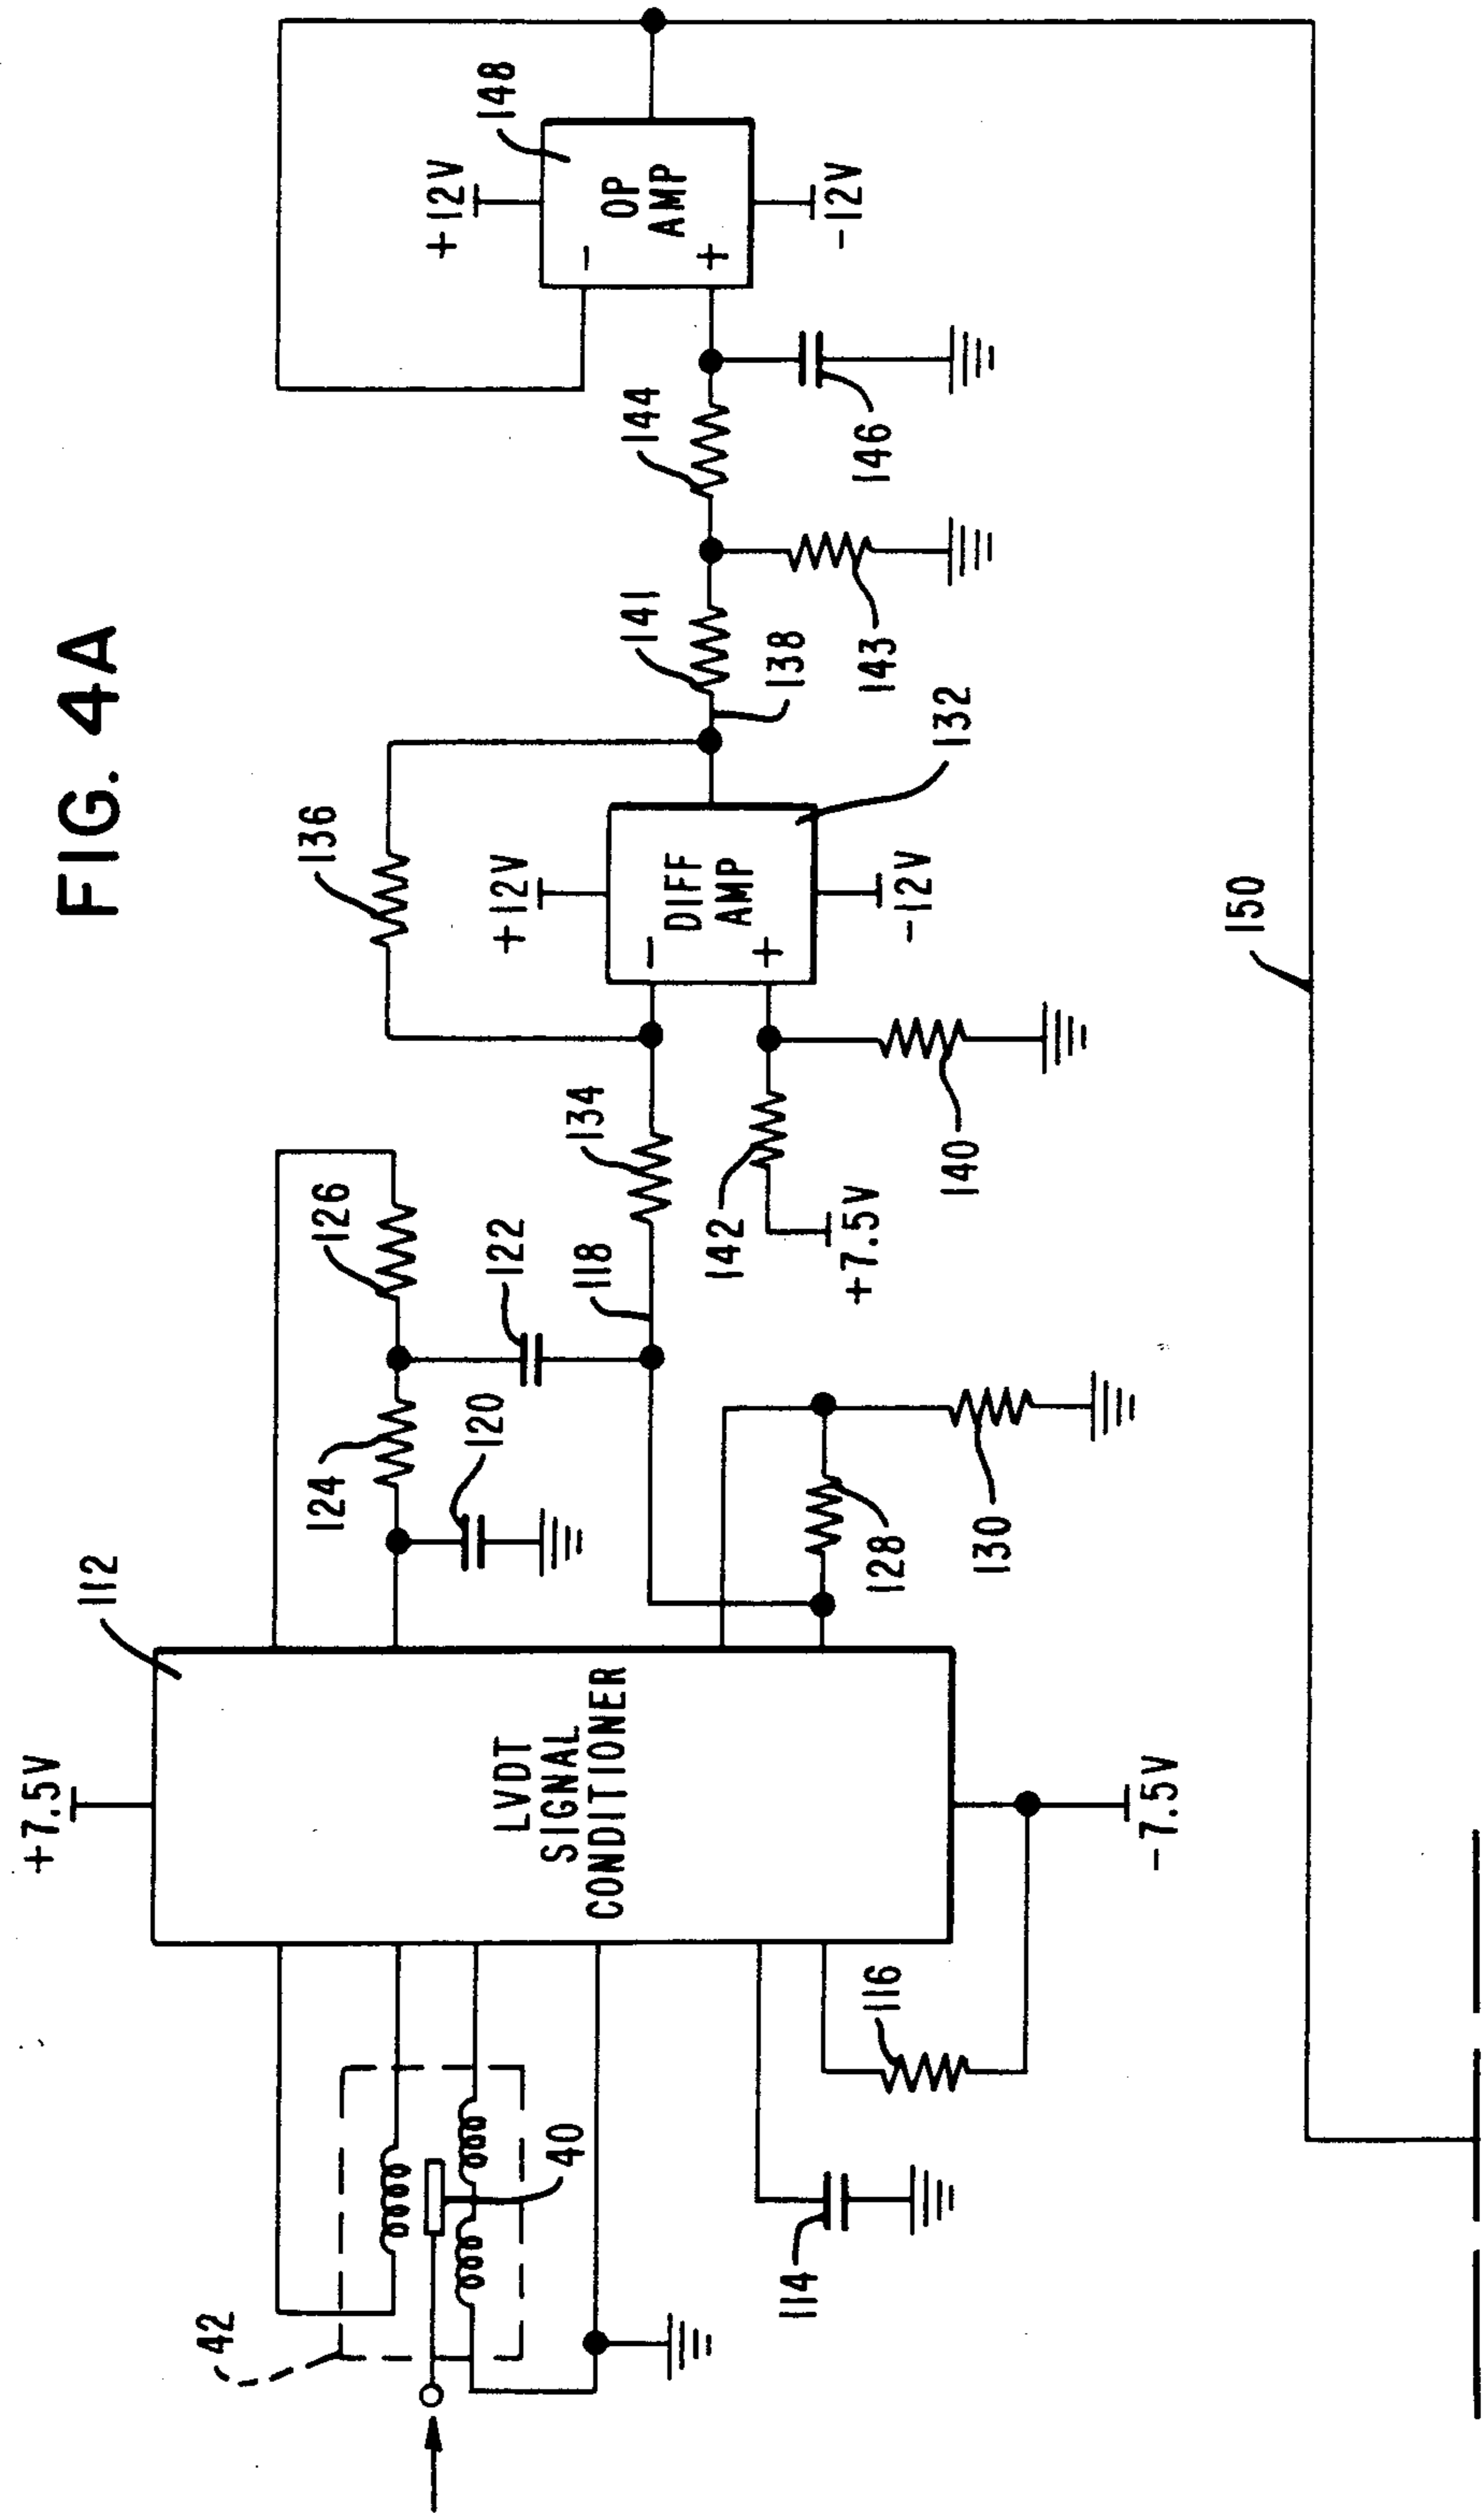 FIG. 4A
+7.5V
112
LVDT
SIGNAL
CONDITIONER
-7.5V
42
40
114
116
124
126
120
122
118
128
130
134
136
142
+7.5V
140
+12V
-
DIFF
AMP
+
-12V
132
138
141
143
144
146
+12V
148
-
OP
AMP
+
-12V
150